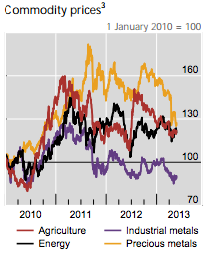 Commodity prices3
1 January 2010 = 100
160
130
100
70
2010 2011 2012 2013
Agriculture Industrial metals
Energy Precious metals